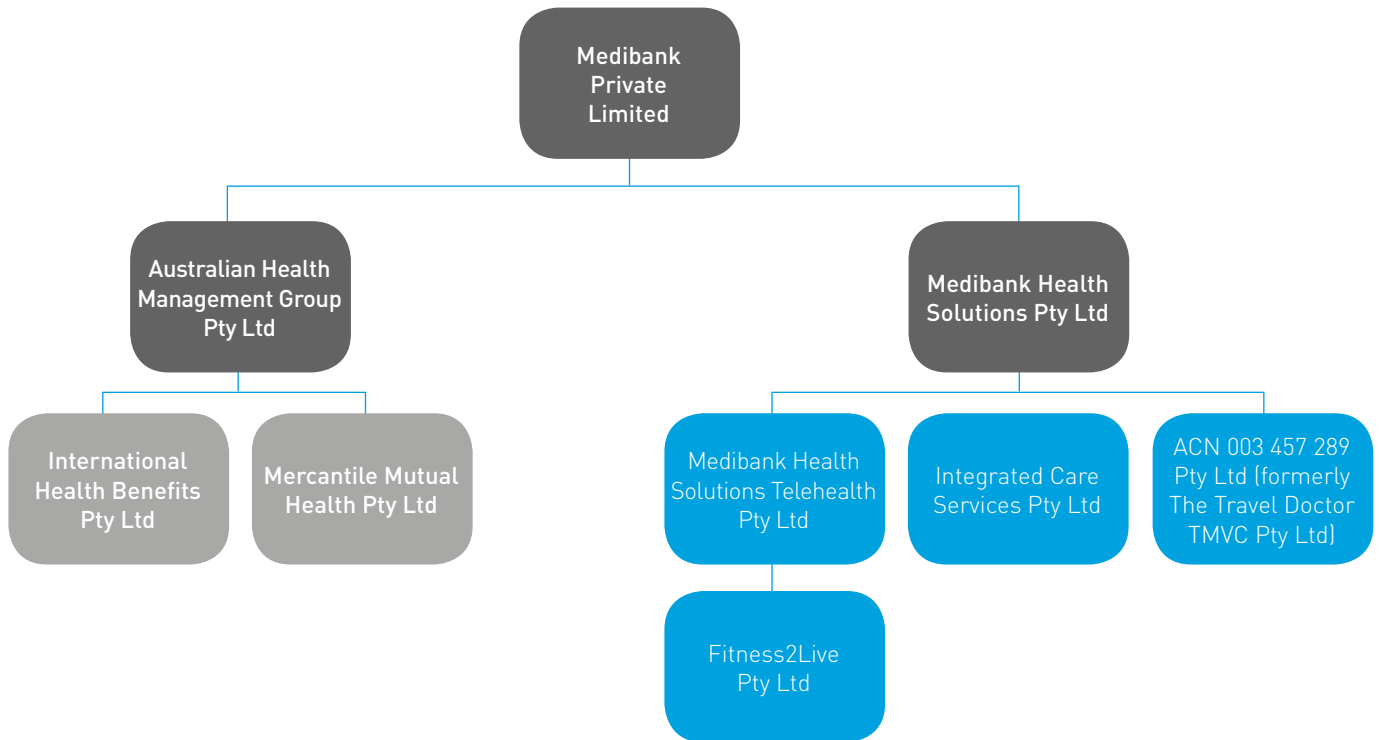 Medibank
Private
Limited
Australian Health
Management Group
Pty Ltd
Medibank Health
Solutions Pty Ltd
International
Health Benefits
Pty Ltd
Mercantile Mutual
Health Pty Ltd
Medibank Health
Solutions Telehealth
Pty Ltd
Integrated Care
Services Pty Ltd
ACN 003 457 289
Pty Ltd (formerly
The Travel Doctor
TMVC Pty Ltd)
Fitness2Live
Pty Ltd